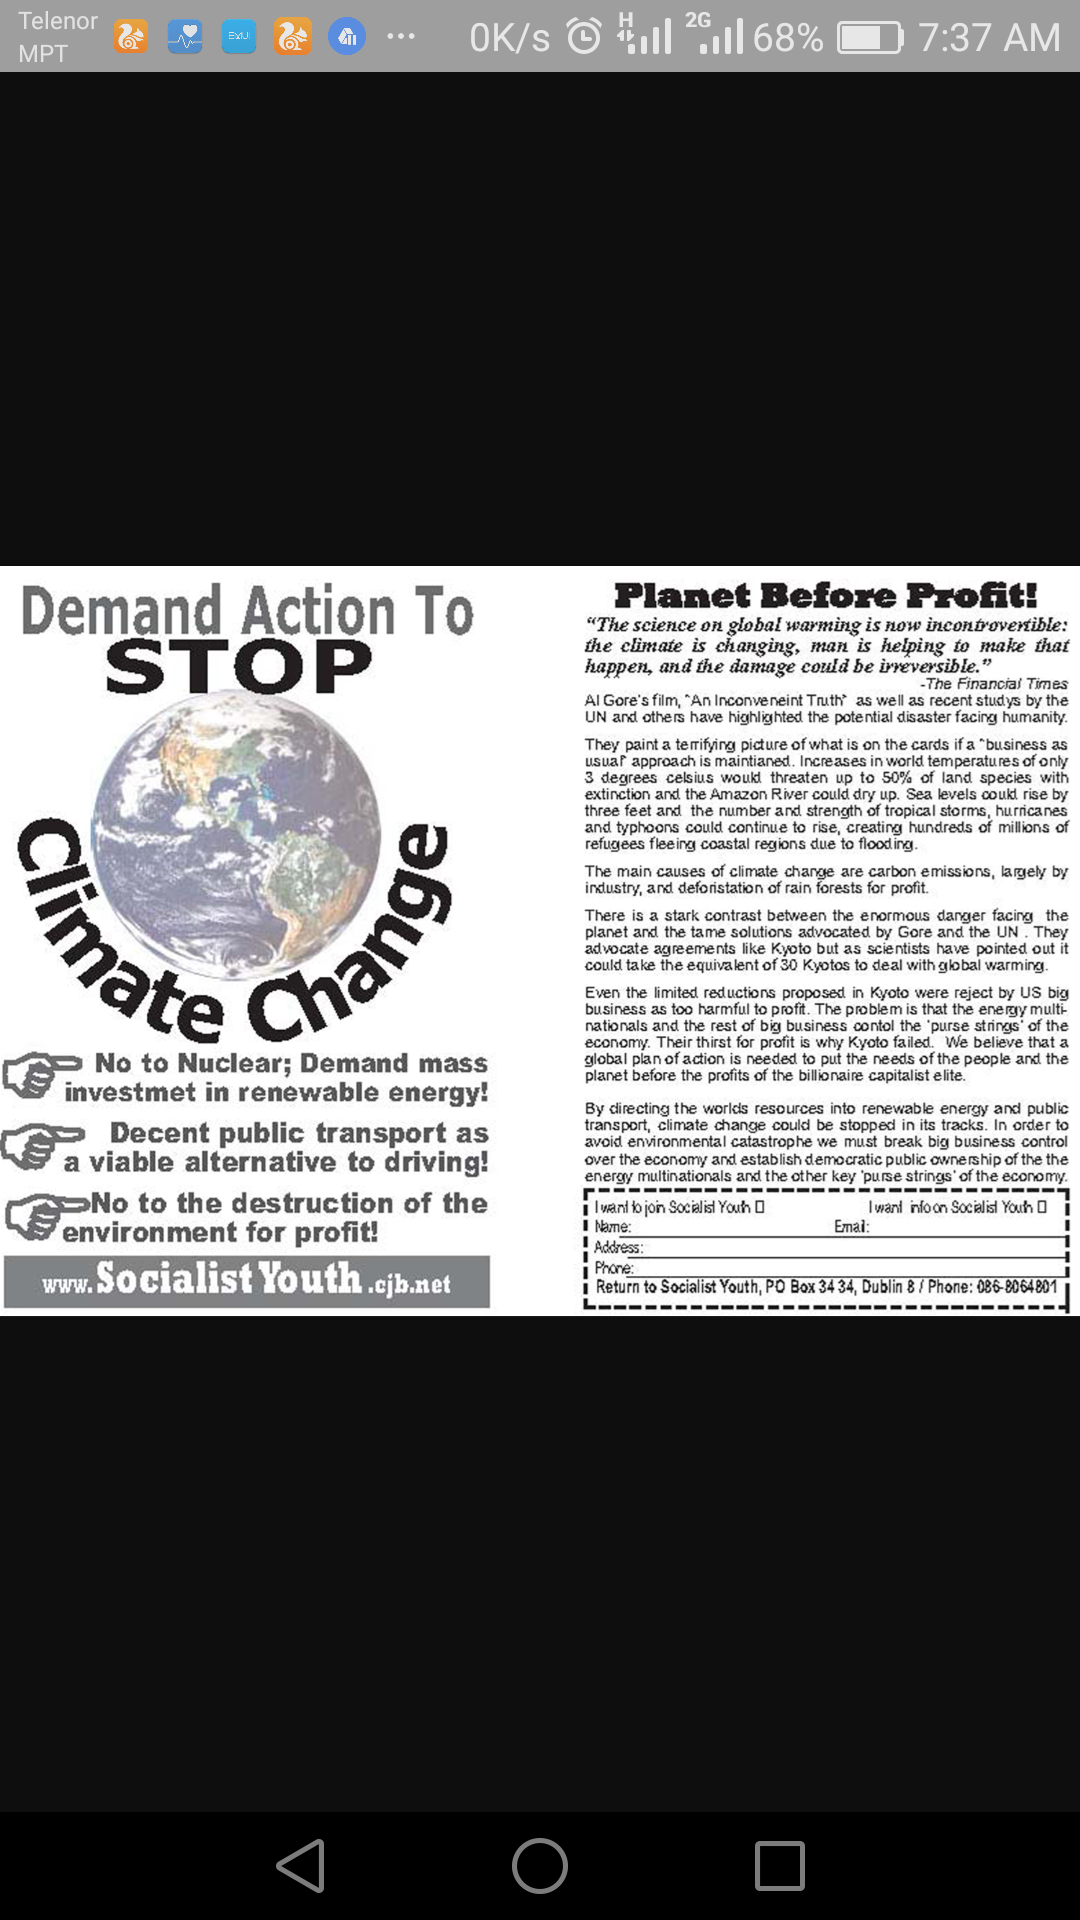 Telenor
MPT
0K/s
H
2G
68%
7:37 AM
Demand Action To
STOP
Climate Change
No to Nuclear; Demand mass
investmet in renewable energy!
Decent public transport as
a viable alternative to driving!
No to the destruction of the
environment for profit!
www.SocialistYouth.cjb.net
Planet Before Profit!
“The science on global warming is now incontrovertible:
the climate is changing, man is helping to make that
happen, and the damage could be irreversible.”
-The Financial Times
Al Gore's film, "An Inconveneint Truth" as well as recent studys by the
UN and others have highlighted the potential disaster facing humanity.
They paint a terrifying picture of what is on the cards if a "business as
usual" approach is maintianed. Increases in world temperatures of only
3 degrees celsius would threaten up to 50% of land species with
extinction and the Amazon River could dry up. Sea levels could rise by
three feet and the number and strength of tropical storms, hurricanes
and typhoons could continue to rise, creating hundreds of millions of
refugees fleeing coastal regions due to flooding.
The main causes of climate change are carbon emissions, largely by
industry, and deforistation of rain forests for profit.
There is a stark contrast between the enormous danger facing the
planet and the tame solutions advocated by Gore and the UN . They
advocate agreements like Kyoto but as scientists have pointed out it
could take the equivalent of 30 Kyotos to deal with global warming.
Even the limited reductions proposed in Kyoto were reject by US big
business as too harmful to profit. The problem is that the energy multi-
nationals and the rest of big business contol the 'purse strings' of the
economy. Their thirst for profit is why Kyoto failed. We believe that a
global plan of action is needed to put the needs of the people and the
planet before the profits of the billionaire capitalist elite.
By directing the worlds resources into renewable energy and public
transport, climate change could be stopped in its tracks. In order to
avoid environmental catastrophe we must break big business control
over the economy and establish democratic public ownership of the the
energy multinationals and the other key 'purse strings' of the economy.
I want to join Socialist Youth □ I want info on Socialist Youth □
Name: Email:
Address:
Phone:
Return to Socialist Youth, PO Box 34 34, Dublin 8 / Phone: 086-8064801